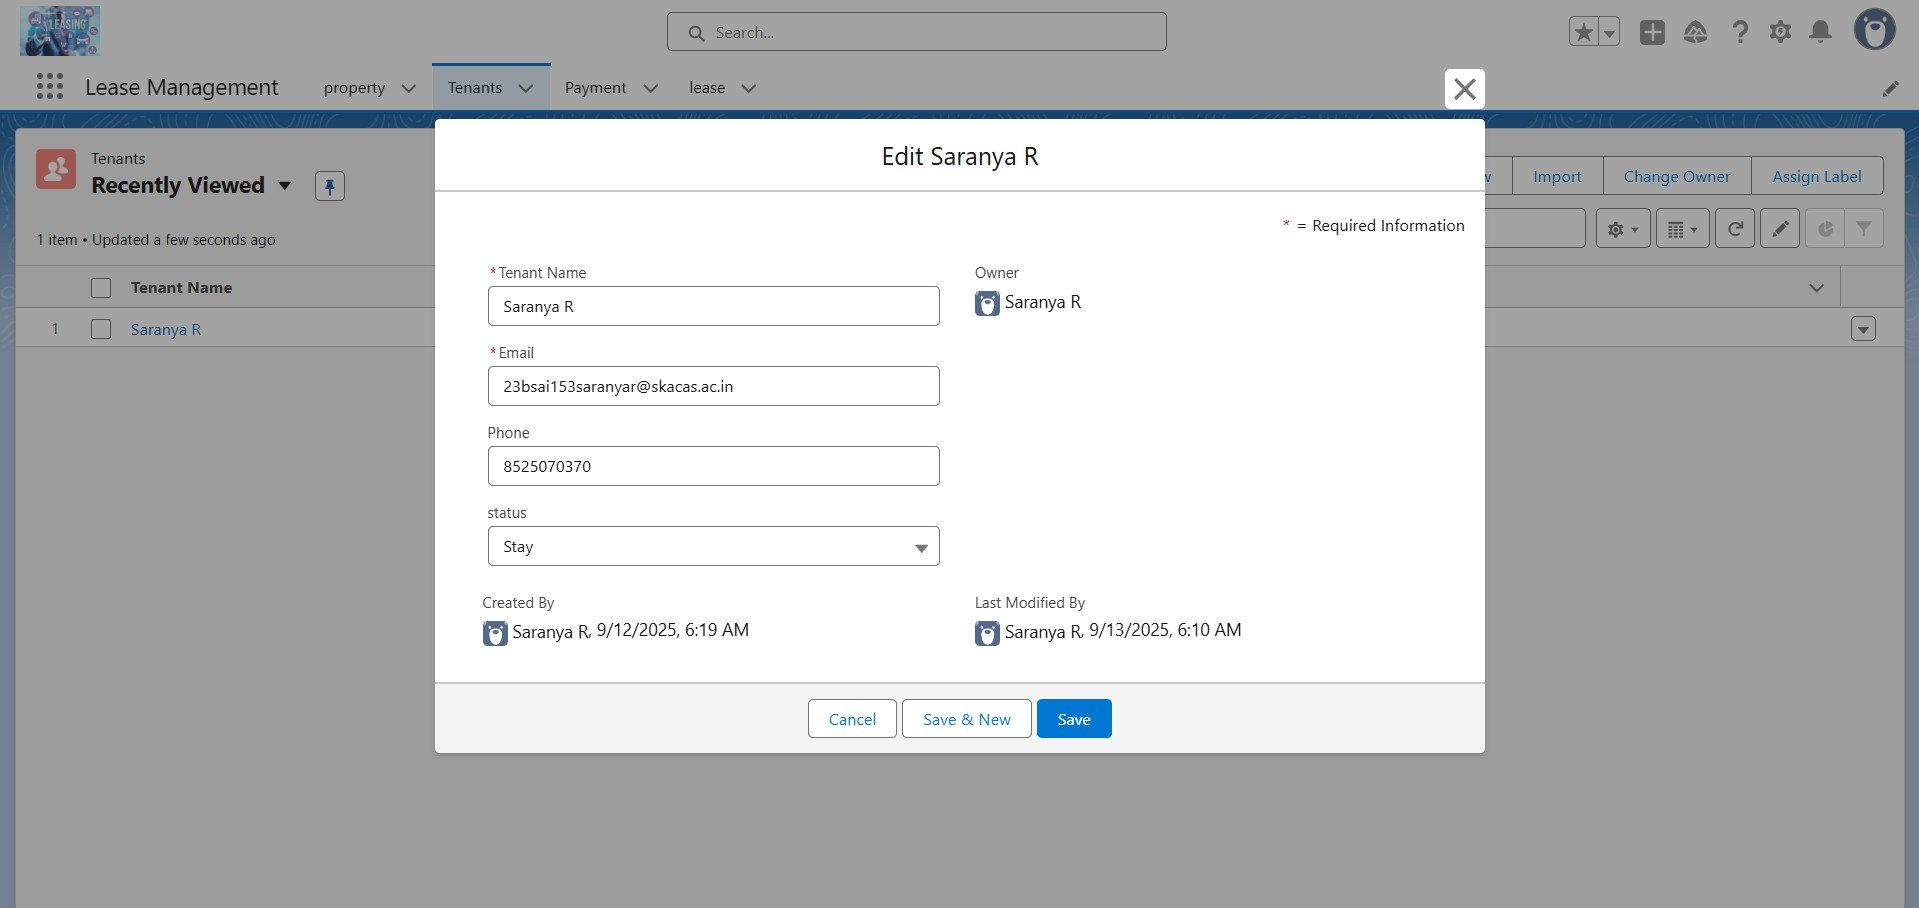 LEASING
Search...
Lease Management
property
Tenants
Payment
lease
Tenants
Recently Viewed
Import
Change Owner
Assign Label
1 item • Updated a few seconds ago
Tenant Name
1
Saranya R
Edit Saranya R
* = Required Information
*Tenant Name
Saranya R
Owner
Saranya R
*Email
23bsai153saranyar@skacas.ac.in
Phone
8525070370
status
Stay
Created By
Saranya R, 9/12/2025, 6:19 AM
Last Modified By
Saranya R, 9/13/2025, 6:10 AM
Cancel
Save & New
Save